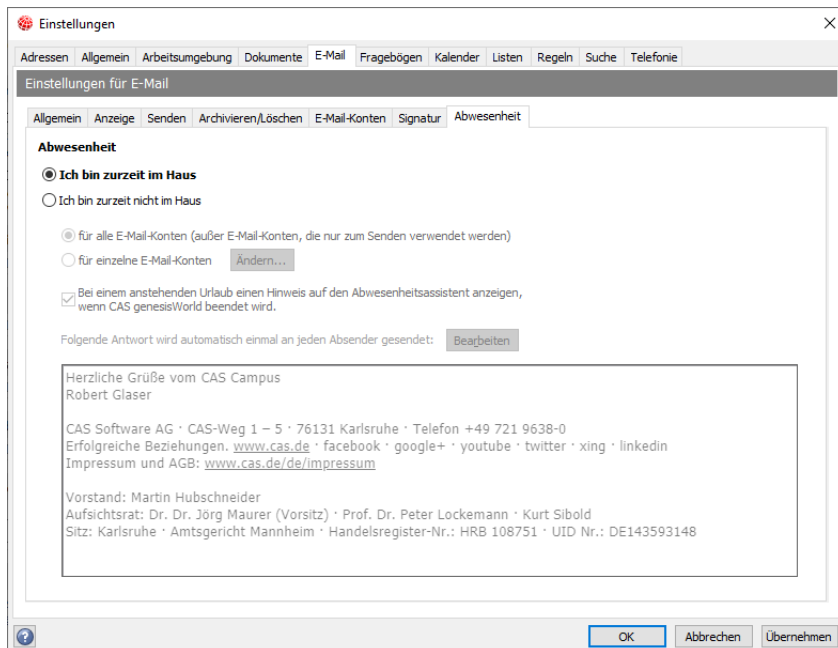 Einstellungen
Adressen Allgemein Arbeitsumgebung Dokumente E-Mail Fragebögen Kalender Listen Regeln Suche Telefonie
Einstellungen für E-Mail
Allgemein Anzeige Senden Archivieren/Löschen E-Mail-Konten Signatur Abwesenheit
Abwesenheit
Ich bin zurzeit im Haus
Ich bin zurzeit nicht im Haus
für alle E-Mail-Konten (außer E-Mail-Konten, die nur zum Senden verwendet werden)
für einzelne E-Mail-Konten Ändern...
Bei einem anstehenden Urlaub einen Hinweis auf den Abwesenheitsassistent anzeigen,
wenn CAS genesisWorld beendet wird.
Folgende Antwort wird automatisch einmal an jeden Absender gesendet: Bearbeiten
Herzliche Grüße vom CAS Campus
Robert Glaser
CAS Software AG · CAS-Weg 1 – 5 · 76131 Karlsruhe · Telefon +49 721 9638-0
Erfolgreiche Beziehungen. www.cas.de · facebook · google+ · youtube · twitter · xing · linkedin
Impressum und AGB: www.cas.de/de/impressum
Vorstand: Martin Hubschneider
Aufsichtsrat: Dr. Dr. Jörg Maurer (Vorsitz) · Prof. Dr. Peter Lockemann · Kurt Sibold
Sitz: Karlsruhe · Amtsgericht Mannheim · Handelsregister-Nr.: HRB 108751 · UID Nr.: DE143593148
? OK Abbrechen Übernehmen